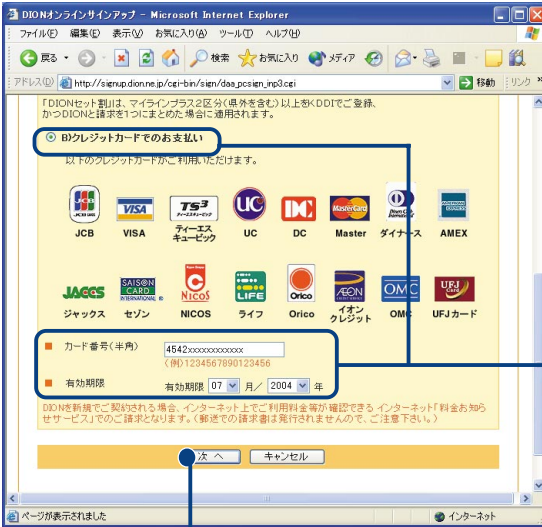 DIONオンラインサインアップ - Microsoft Internet Explorer
ファイル(F) 編集(E) 表示(V) お気に入り(A) ツール(T) ヘルプ(H)
戻る 検索 お気に入り メディア
アドレス(D) http://signup.dion.ne.jp/cgi-bin/sign/daa_pcsign_inp3.cgi 移動 リンク
「DIONセット割」は、マイラインプラス2区分(県外を含む)以上をKDDIでご登録、
かつDIONと請求を1つにまとめた場合に適用されます。
B)クレジットカードでのお支払い
以下のクレジットカードがご利用いただけます。
JCB VISA TS3 UC DC MasterCard
JCB VISA ティーエスキュービック UC DC Master ダイナース AMEX
JACCS SAISON CARD INTERNATIONAL NICOS LIFE Orico ÆON OMC UFJ Card
ジャックス セゾン NICOS ライフ Orico イオンクレジット OMC UFJカード
カード番号(半角) 4542xxxxxxxxxxxx
(例)1234567890123456
有効期限 有効期限 07 月/ 2004 年
DIONを新規でご契約される場合、インターネット上でご利用料金等が確認できる インターネット「料金お知ら
せサービス」でのご請求となります。(郵送での請求書は発行されませんので、ご注意下さい。)
次 へ キャンセル
ページが表示されました インターネット